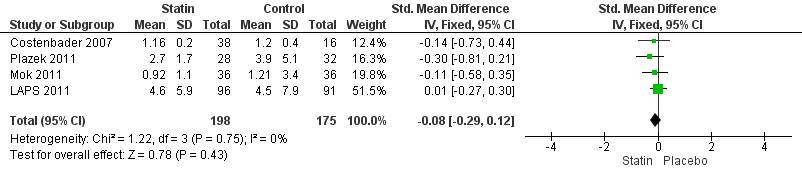 Statin Control Std. Mean Difference Std. Mean Difference
Study or Subgroup Mean SD Total Mean SD Total Weight IV, Fixed, 95% CI IV, Fixed, 95% CI
Costenbader 2007 1.16 0.2 38 1.2 0.4 16 12.4% -0.14 [-0.73, 0.44]
Plazek 2011 2.7 1.7 28 3.9 5.1 32 16.3% -0.30 [-0.81, 0.21]
Mok 2011 0.92 1.1 36 1.21 3.4 36 19.8% -0.11 [-0.58, 0.35]
LAPS 2011 4.6 5.9 96 4.5 7.9 91 51.5% 0.01 [-0.27, 0.30]
Total (95% CI) 198 175 100.0% -0.08 [-0.29, 0.12]
Heterogeneity: Chi² = 1.22, df = 3 (P = 0.75); I² = 0%
Test for overall effect: Z = 0.78 (P = 0.43)
-4 -2 0 2 4
Statin Placebo